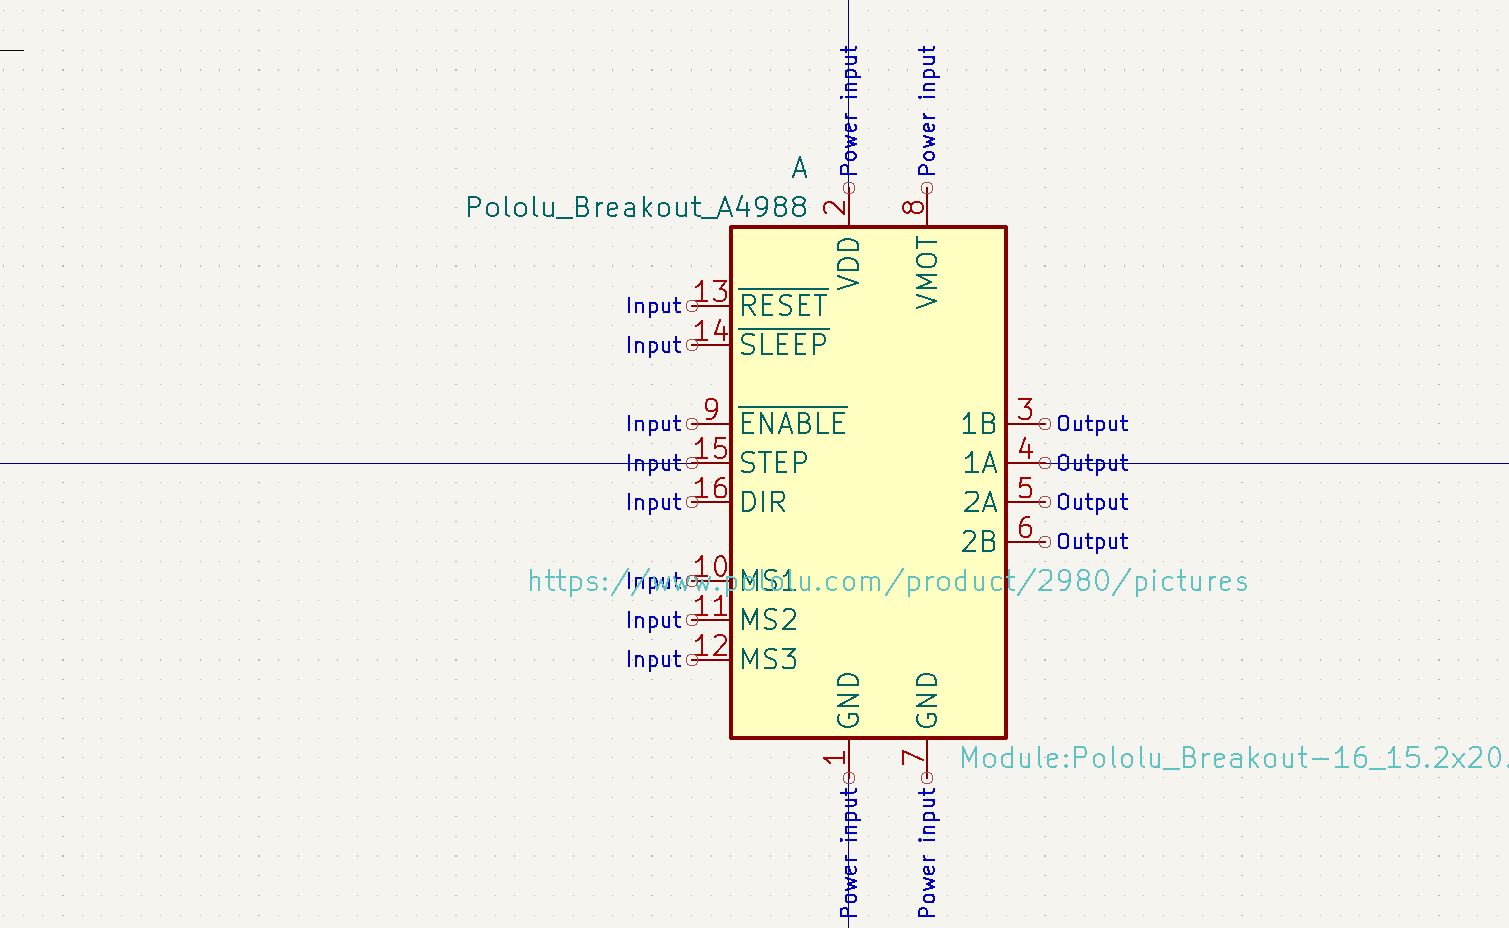 Power input
Power input
A
Pololu_Breakout_A4988
2
8
VDD
VMOT
Input 13 RESET
Input 14 SLEEP
Input 9 ENABLE
1B 3 Output
Input 15 STEP
1A 4 Output
Input 16 DIR
2A 5 Output
2B 6 Output
Input 10 MS1
https://www.pololu.com/product/2980/pictures
Input 11 MS2
Input 12 MS3
GND
GND
1
7
Module:Pololu_Breakout-16_15.2x20.
Power input
Power input